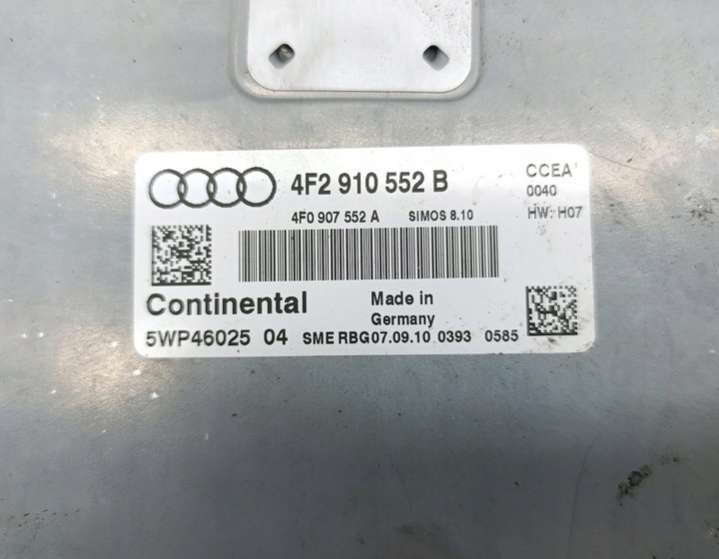 4F2 910 552 B
CCEA
0040
4F0 907 552 A SIMOS 8.10
HW: H07
Continental
Made in
Germany
5WP46025 04 SME RBG07.09.10 0393 0585